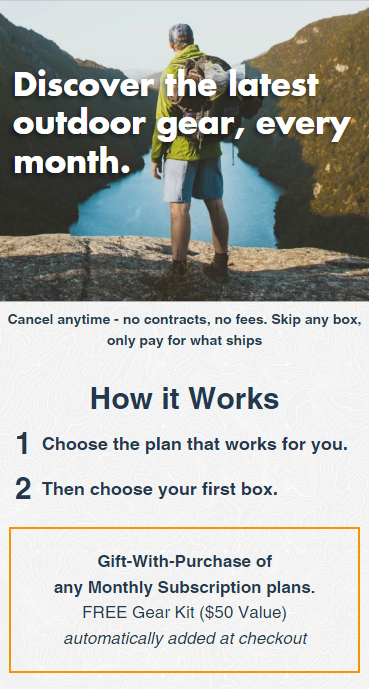 Discover the latest
outdoor gear, every
month.
Cancel anytime - no contracts, no fees. Skip any box,
only pay for what ships
How it Works
1 Choose the plan that works for you.
2 Then choose your first box.
Gift-With-Purchase of
any Monthly Subscription plans.
FREE Gear Kit ($50 Value)
automatically added at checkout